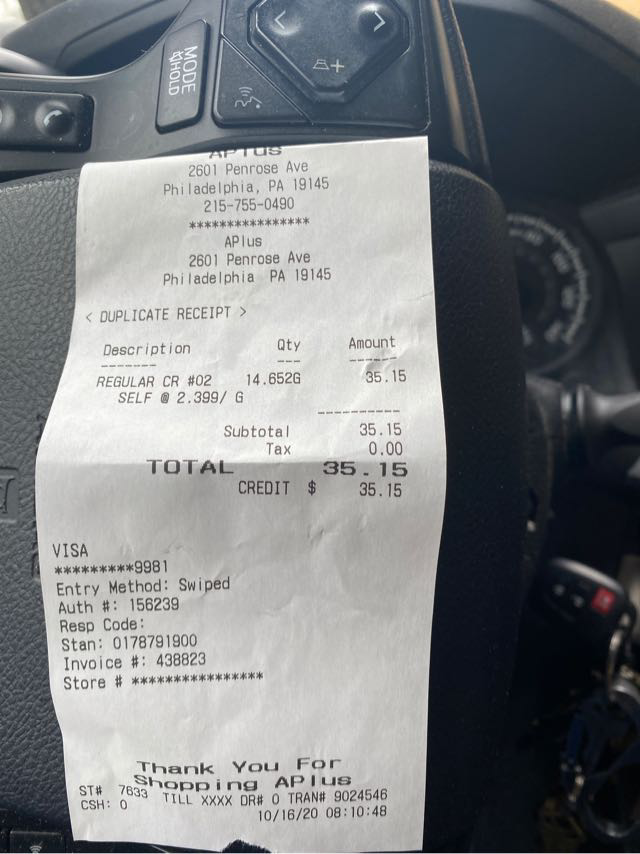 MODE
HOLD
APlus
2601 Penrose Ave
Philadelphia, PA 19145
215-755-0490
****************
APlus
2601 Penrose Ave
Philadelphia PA 19145
< DUPLICATE RECEIPT >
Description Qty Amount
REGULAR CR #02 14.652G 35.15
SELF @ 2.399/ G
Subtotal 35.15
Tax 0.00
TOTAL 35.15
CREDIT $ 35.15
VISA
*********9981
Entry Method: Swiped
Auth #: 156239
Resp Code:
Stan: 0178791900
Invoice #: 438823
Store # ****************
Thank You For
Shopping APlus
ST# 7633 TILL XXXX DR# 0 TRAN# 9024546
CSH: 0 10/16/20 08:10:48